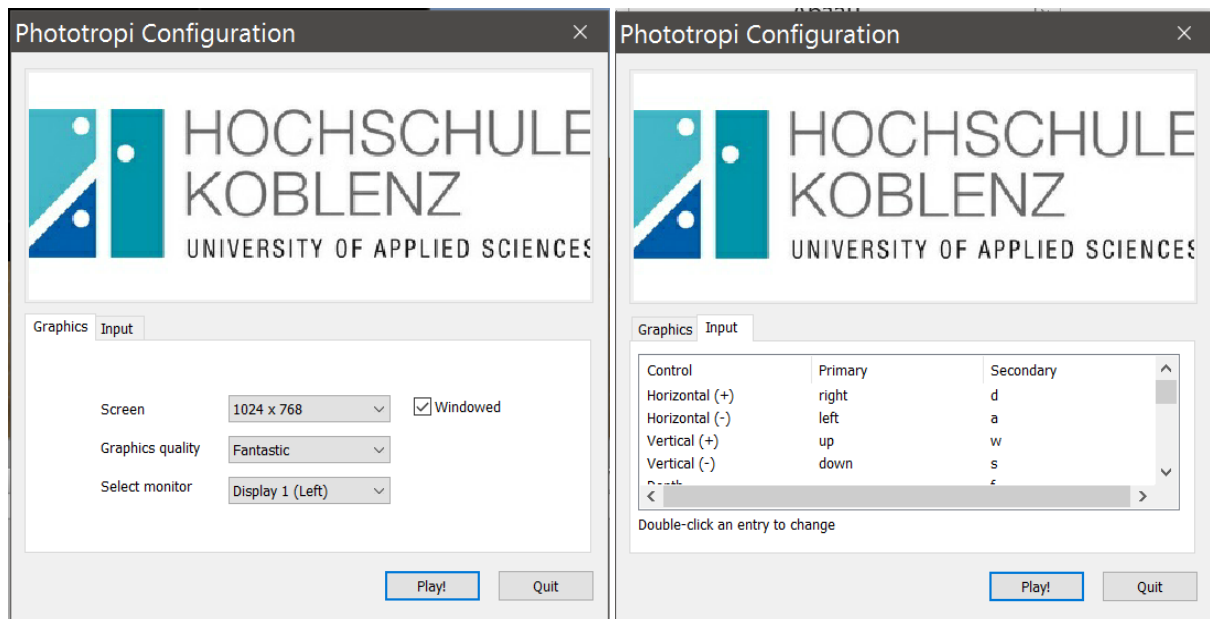 Phototropi Configuration
HOCHSCHULE
KOBLENZ
UNIVERSITY OF APPLIED SCIENCES
Graphics Input
Screen 1024 x 768 Windowed
Graphics quality Fantastic
Select monitor Display 1 (Left)
Play! Quit
Phototropi Configuration
HOCHSCHULE
KOBLENZ
UNIVERSITY OF APPLIED SCIENCES
Graphics Input
Control Primary Secondary
Horizontal (+) right d
Horizontal (-) left a
Vertical (+) up w
Vertical (-) down s
Double-click an entry to change
Play! Quit